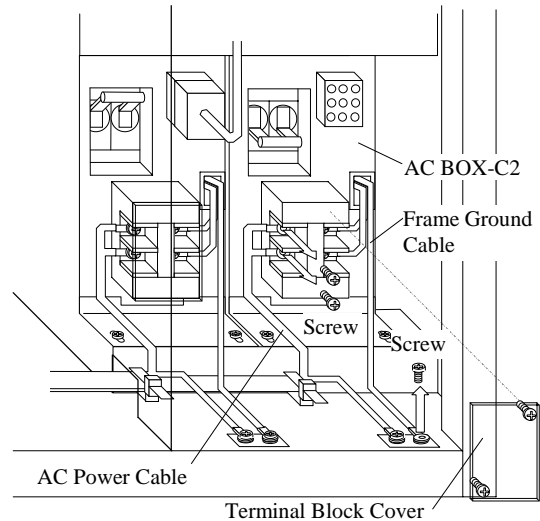 AC BOX-C2
Frame Ground
Cable
Screw
Screw
AC Power Cable
Terminal Block Cover